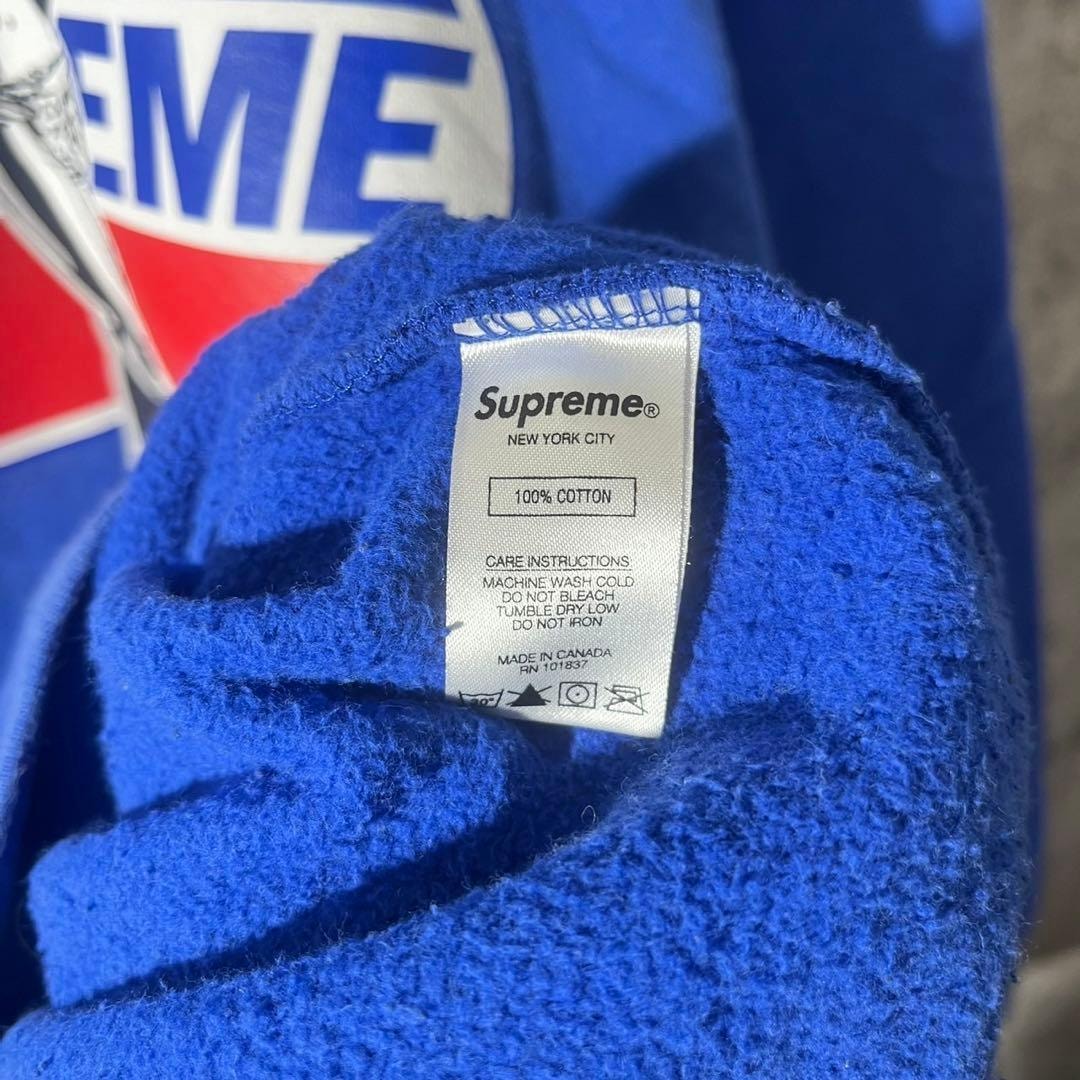 EME
Supreme®
NEW YORK CITY
100% COTTON
CARE INSTRUCTIONS
MACHINE WASH COLD
DO NOT BLEACH
TUMBLE DRY LOW
DO NOT IRON
MADE IN CANADA
RN 101837
30°